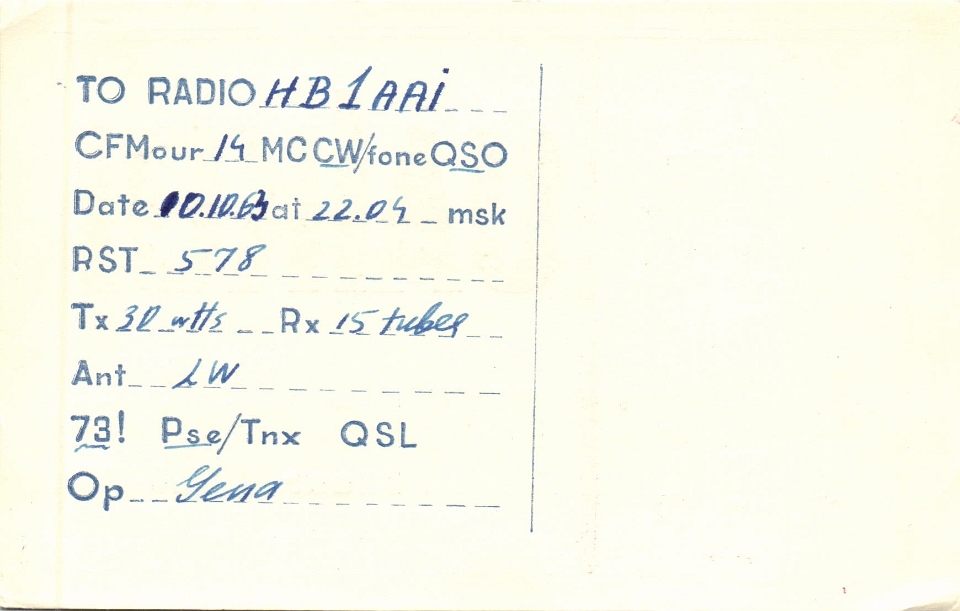 TO RADIO HB1AAi
CFM our 14 MC CW/fone QSO
Date 10.10.63 at 22.04 msk
RST 578
Tx 30 wtts Rx 15 tubes
Ant LW
73! Pse/Tnx QSL
Op Gena